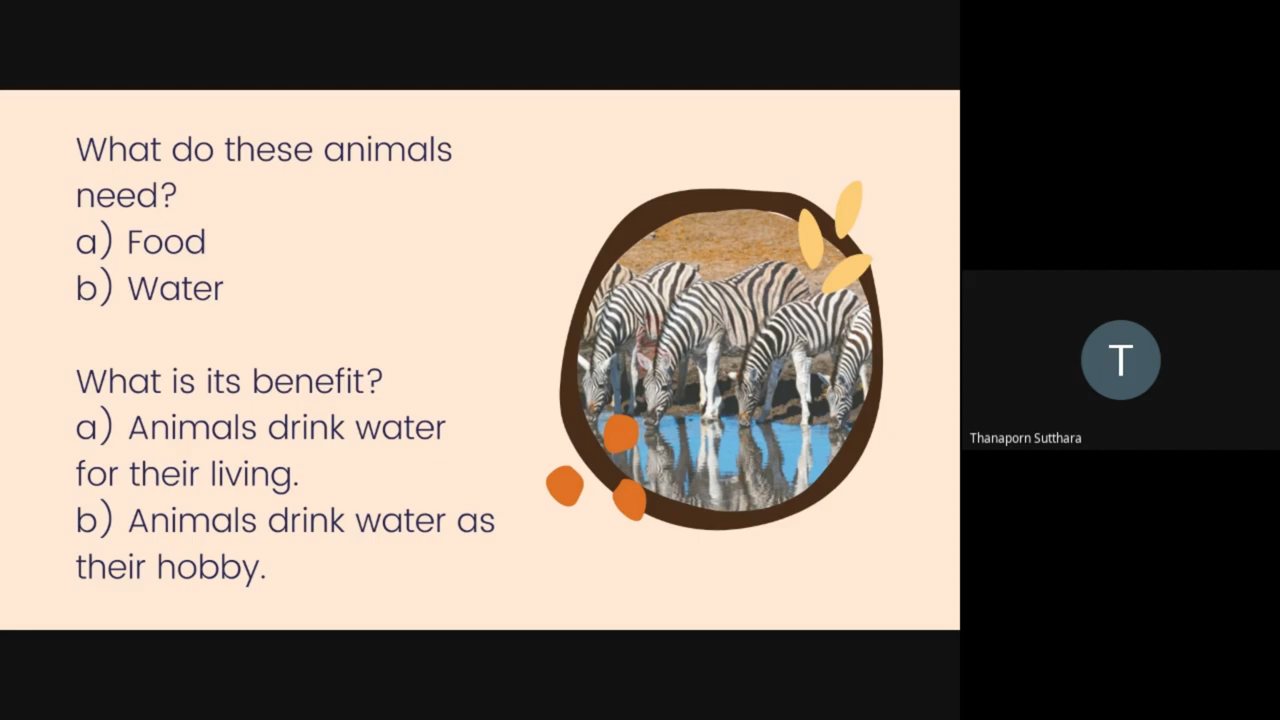 What do these animals
need?
a) Food
b) Water
What is its benefit?
a) Animals drink water
for their living.
b) Animals drink water as
their hobby.
T
Thanaporn Sutthara